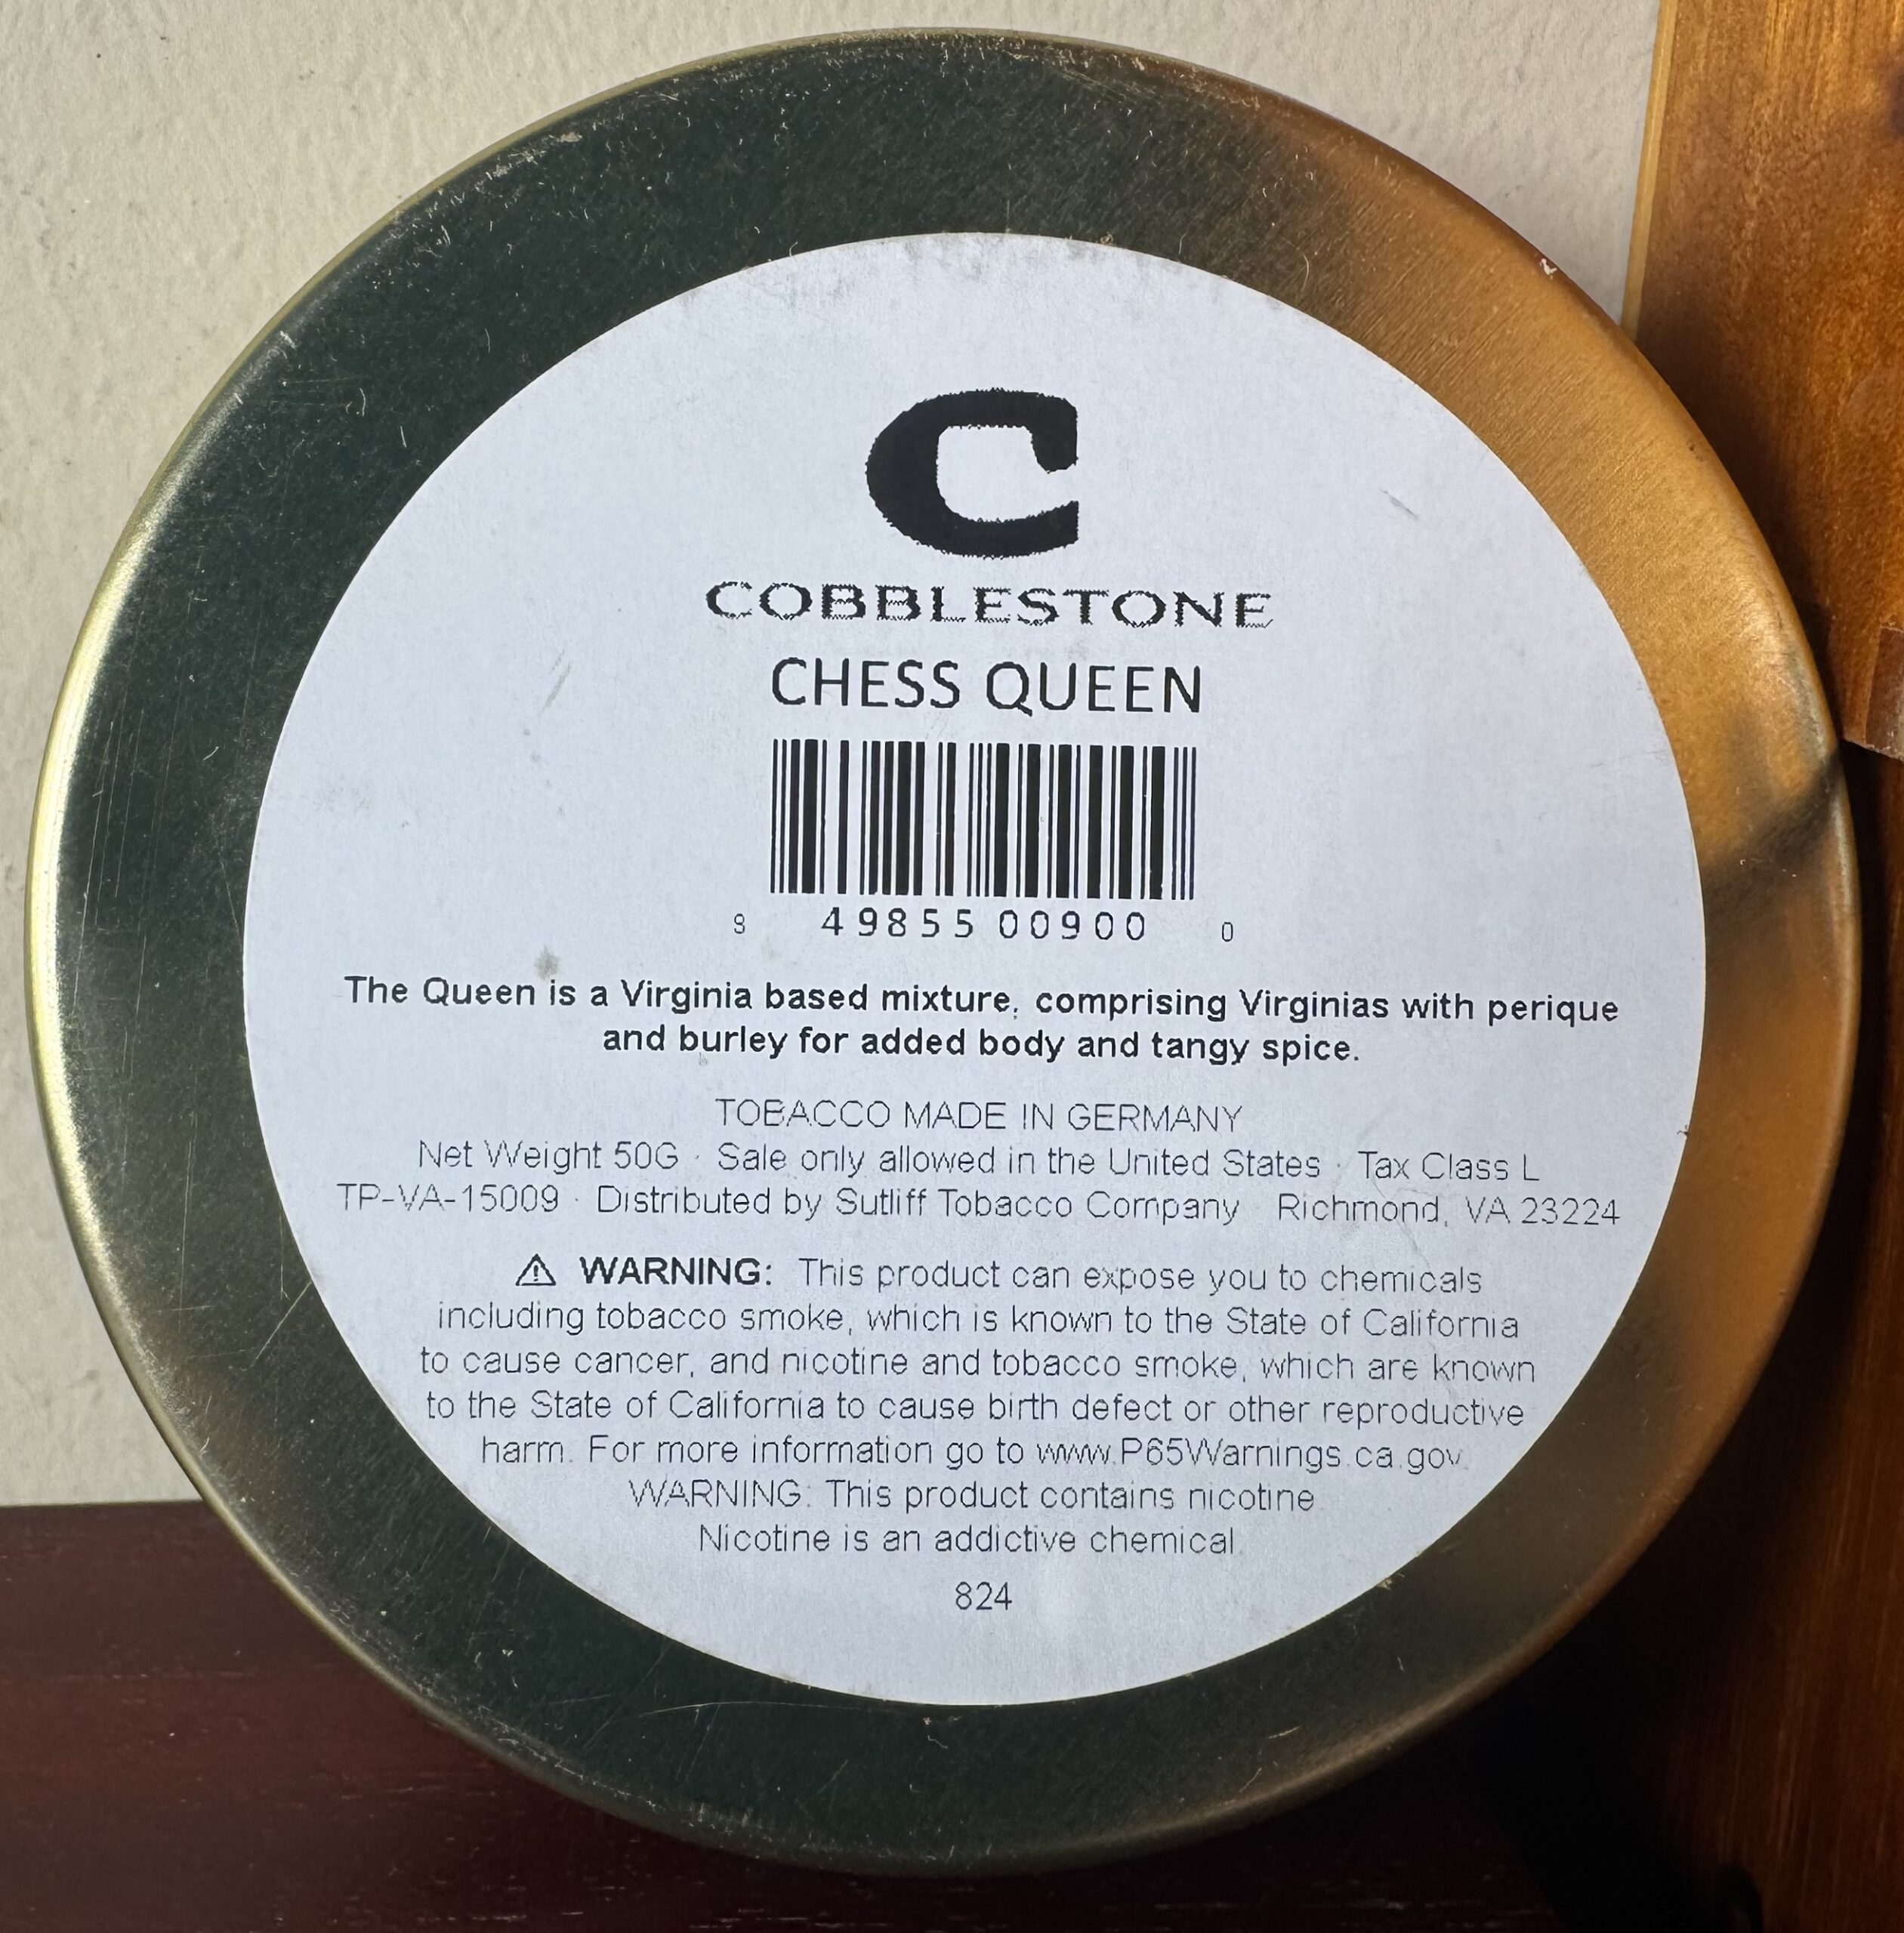 C
COBBLESTONE
CHESS QUEEN
8 49855 00900 0
The Queen is a Virginia based mixture, comprising Virginias with perique
and burley for added body and tangy spice.
TOBACCO MADE IN GERMANY
Net Weight 50G · Sale only allowed in the United States · Tax Class L
TP-VA-15009 · Distributed by Sutliff Tobacco Company · Richmond, VA 23224
⚠ WARNING: This product can expose you to chemicals
including tobacco smoke, which is known to the State of California
to cause cancer, and nicotine and tobacco smoke, which are known
to the State of California to cause birth defect or other reproductive
harm. For more information go to www.P65Warnings.ca.gov.
WARNING: This product contains nicotine.
Nicotine is an addictive chemical.
824